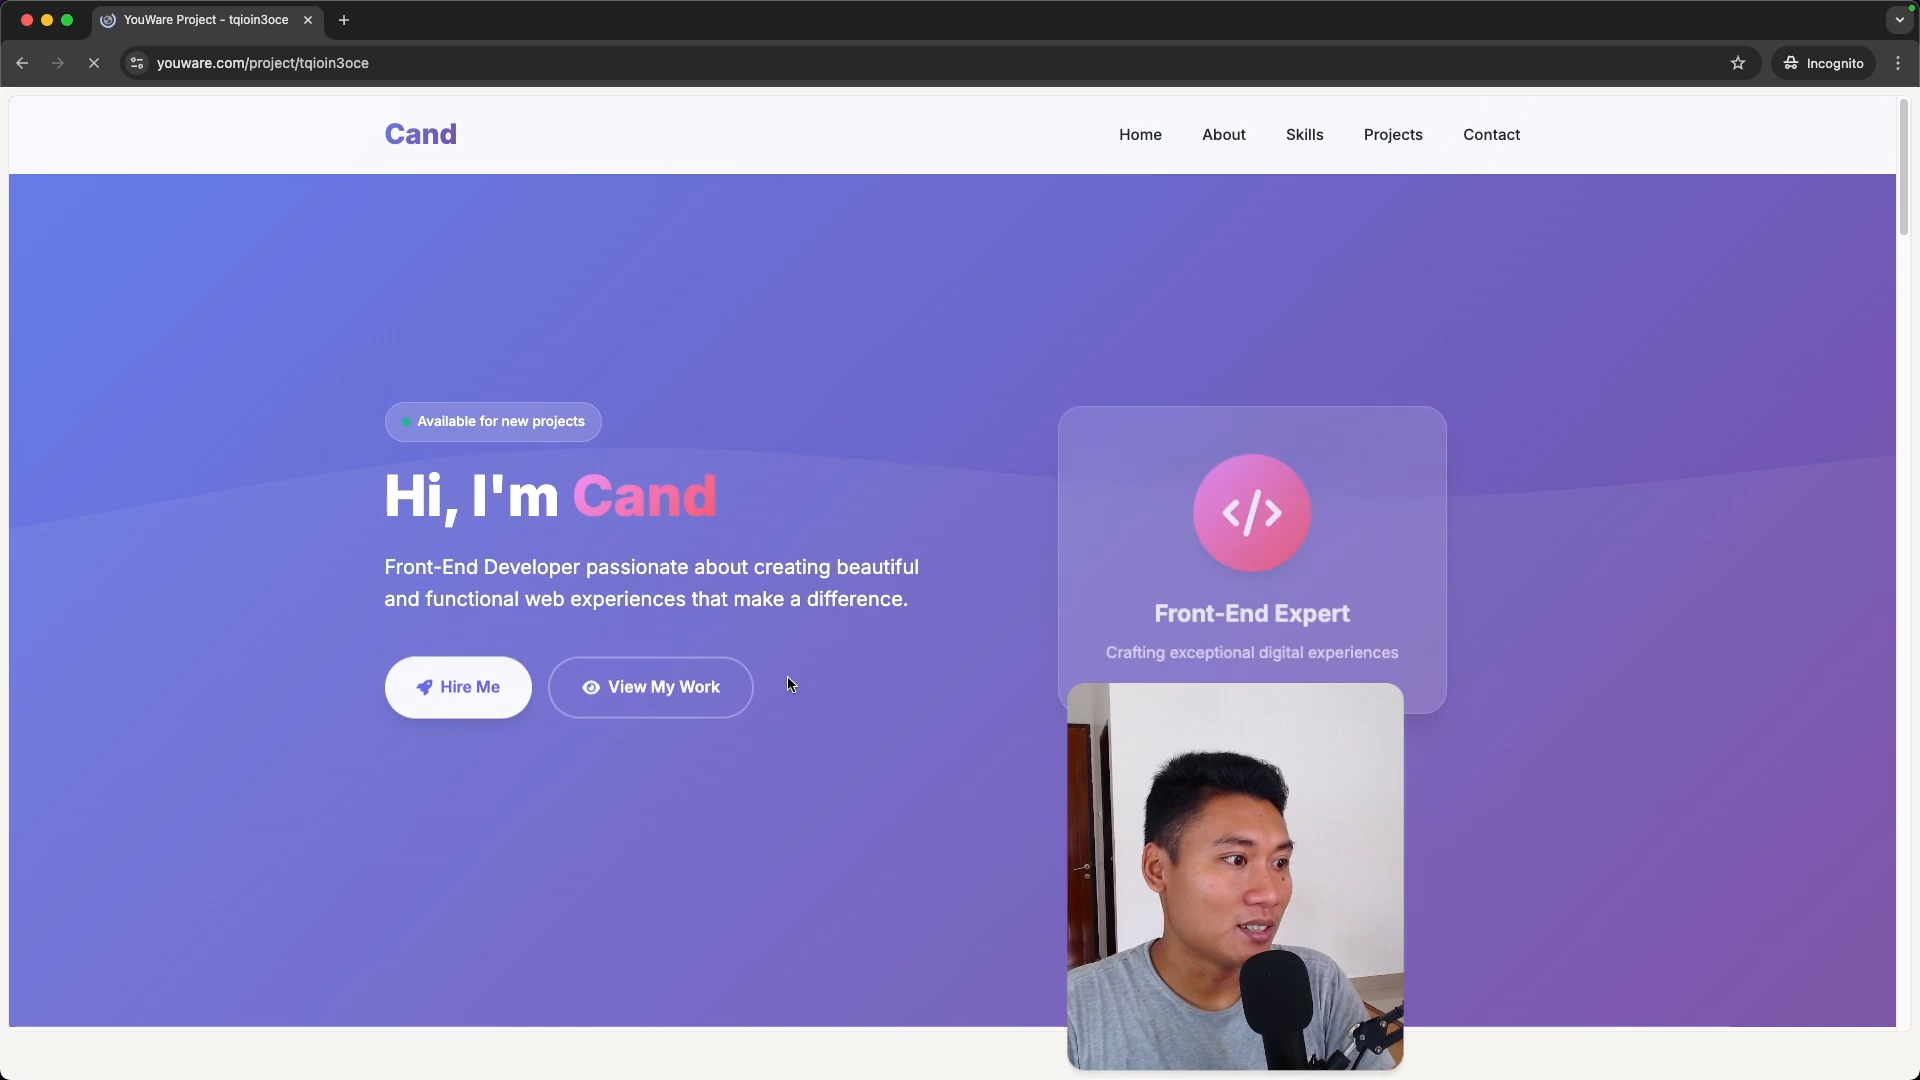 YouWare Project - tqioin3oce
youware.com/project/tqioin3oce
Incognito
Cand
Home
About
Skills
Projects
Contact
Available for new projects
Hi, I'm Cand
Front-End Developer passionate about creating beautiful
and functional web experiences that make a difference.
Hire Me
View My Work
</>
Front-End Expert
Crafting exceptional digital experiences